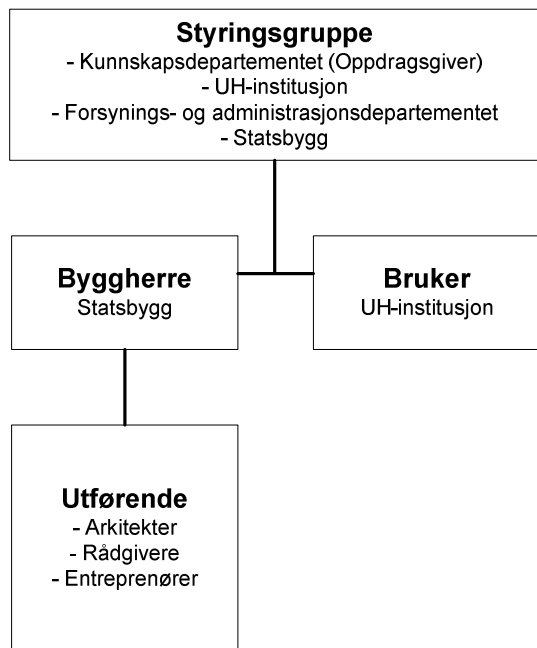 Styringsgruppe
- Kunnskapsdepartementet (Oppdragsgiver)
- UH-institusjon
- Forsynings- og administrasjonsdepartementet
- Statsbygg
Byggherre
Statsbygg
Bruker
UH-institusjon
Utførende
- Arkitekter
- Rådgivere
- Entreprenører